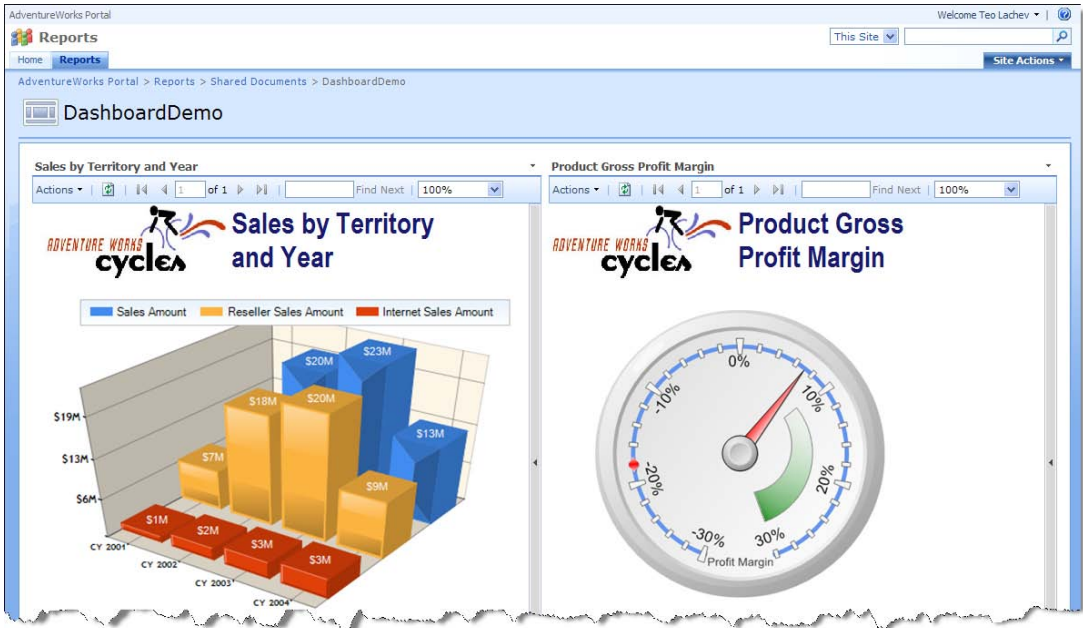 AdventureWorks Portal
Welcome Teo Lachev
Reports
This Site
Home Reports
Site Actions
AdventureWorks Portal > Reports > Shared Documents > DashboardDemo
DashboardDemo
Sales by Territory and Year
Actions 1 of 1 Find Next 100%
ADVENTURE WORKS
cycles
Sales by Territory
and Year
Sales Amount Reseller Sales Amount Internet Sales Amount
$23M
$20M
$18M
$20M
$19M
$13M
$13M
$7M
$9M
$6M
$1M
$2M
$3M
$3M
CY 2001
CY 2002
CY 2003
CY 2004
Product Gross Profit Margin
Actions 1 of 1 Find Next 100%
ADVENTURE WORKS
cycles
Product Gross
Profit Margin
0%
-10%
10%
-20%
20%
-30%
30%
Profit Margin